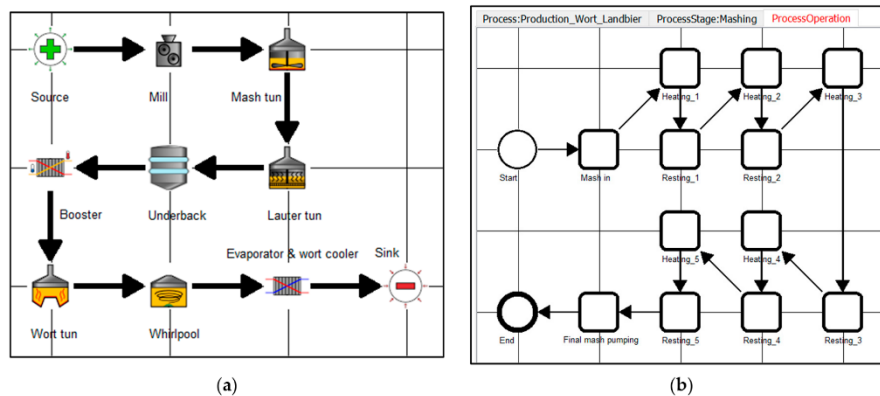 Source
Mill
Mash tun
Booster
Underback
Lauter tun
Evaporator & wort cooler
Sink
Wort tun
Whirlpool
(a)
Process:Production_Wort_Landbier
ProcessStage:Mashing
ProcessOperation
Heating_1
Heating_2
Heating_3
Start
Mash in
Resting_1
Resting_2
Heating_5
Heating_4
End
Final mash pumping
Resting_5
Resting_4
Resting_3
(b)